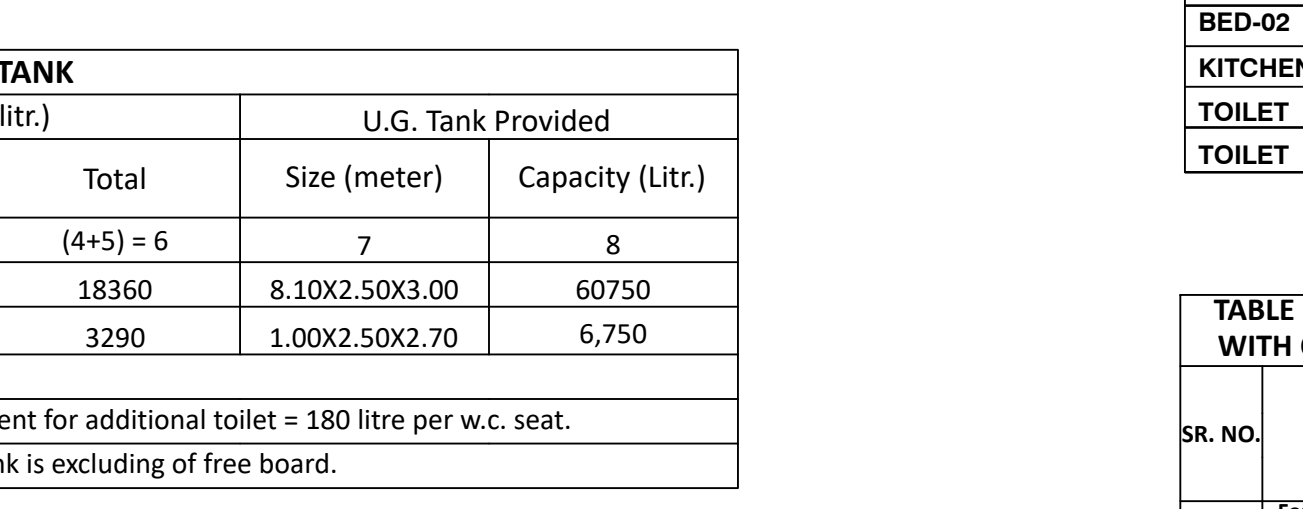 TANK
litr.) U.G. Tank Provided
Total Size (meter) Capacity (Litr.)
(4+5) = 6 7 8
18360 8.10X2.50X3.00 60750
3290 1.00X2.50X2.70 6,750
ent for additional toilet = 180 litre per w.c. seat.
nk is excluding of free board.
BED-02
KITCHEN
TOILET
TOILET
TABLE
WITH
SR. NO.